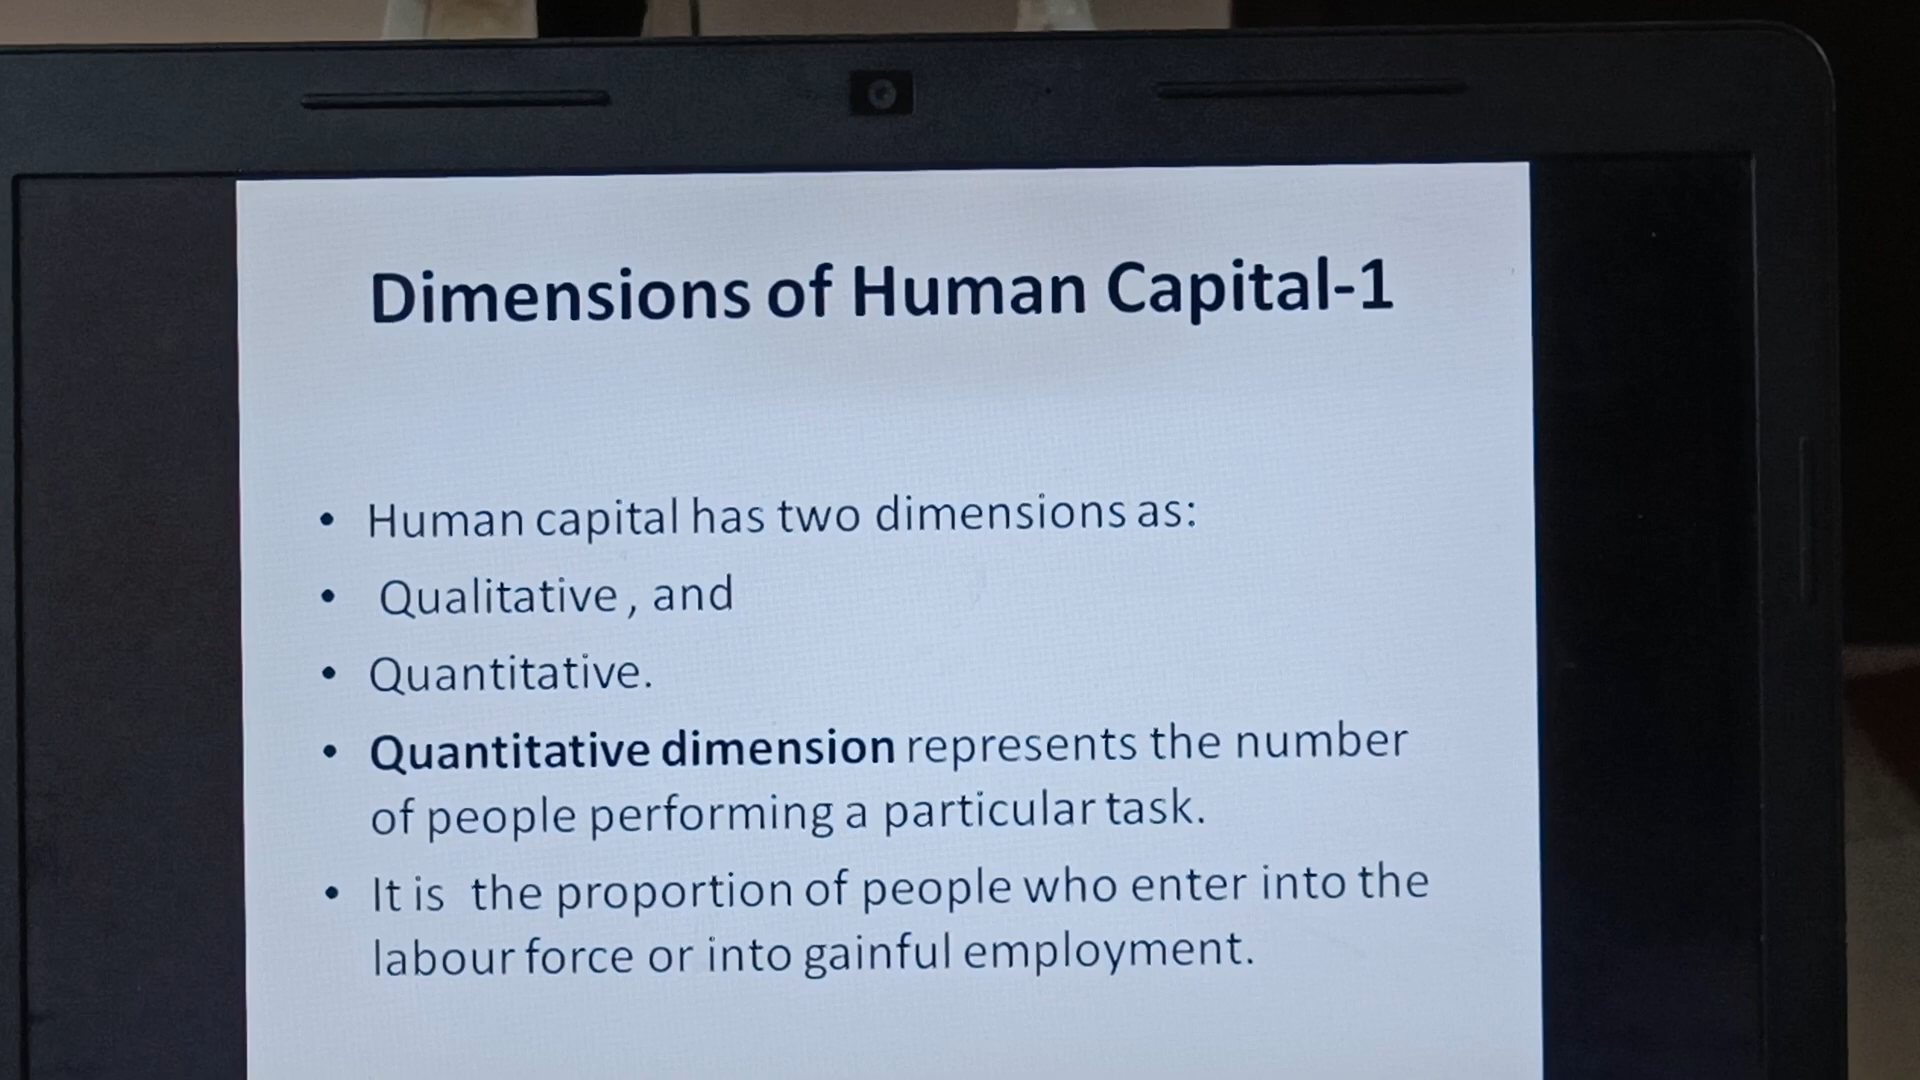 Dimensions of Human Capital-1
• Human capital has two dimensions as:
• Qualitative , and
• Quantitative.
• Quantitative dimension represents the number
of people performing a particular task.
• It is the proportion of people who enter into the
labour force or into gainful employment.